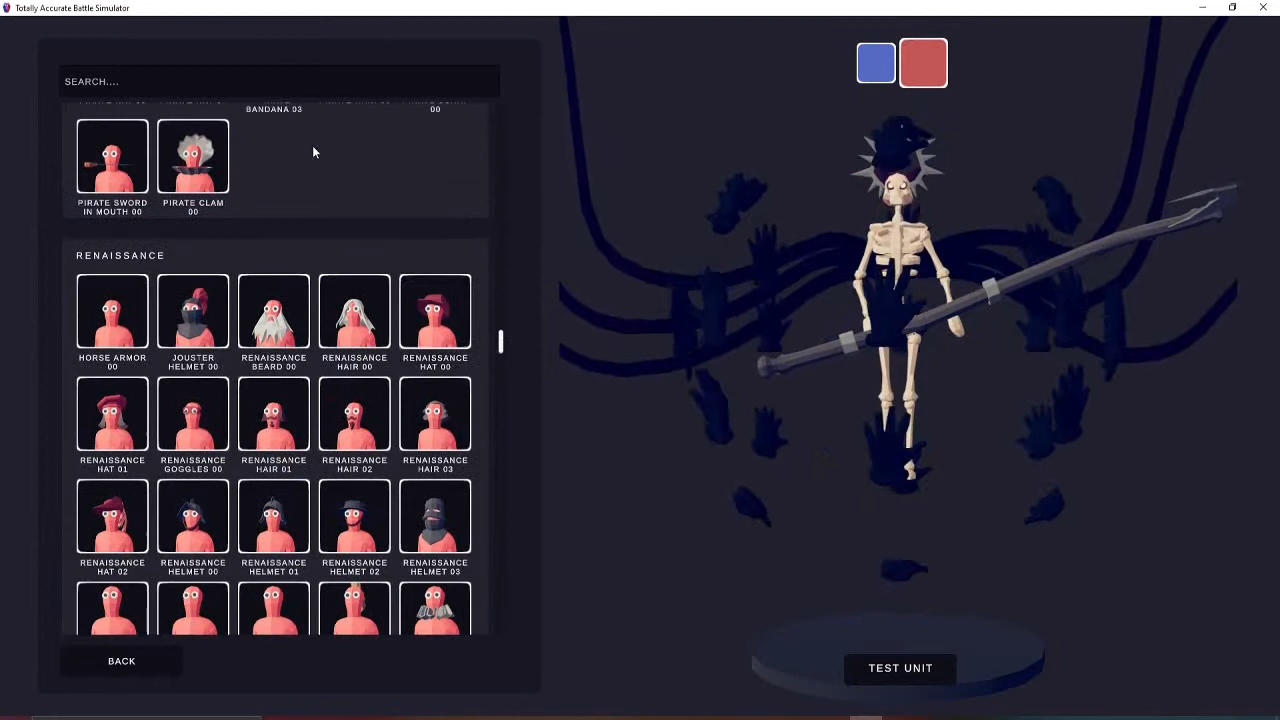 Totally Accurate Battle Simulator
SEARCH....
BANDANA 03
00
PIRATE SWORD
IN MOUTH 00
PIRATE CLAM
00
RENAISSANCE
HORSE ARMOR
00
JOUSTER
HELMET 00
RENAISSANCE
BEARD 00
RENAISSANCE
HAIR 00
RENAISSANCE
HAT 00
RENAISSANCE
HAT 01
RENAISSANCE
GOGGLES 00
RENAISSANCE
HAIR 01
RENAISSANCE
HAIR 02
RENAISSANCE
HAIR 03
RENAISSANCE
HAT 02
RENAISSANCE
HELMET 00
RENAISSANCE
HELMET 01
RENAISSANCE
HELMET 02
RENAISSANCE
HELMET 03
BACK
TEST UNIT